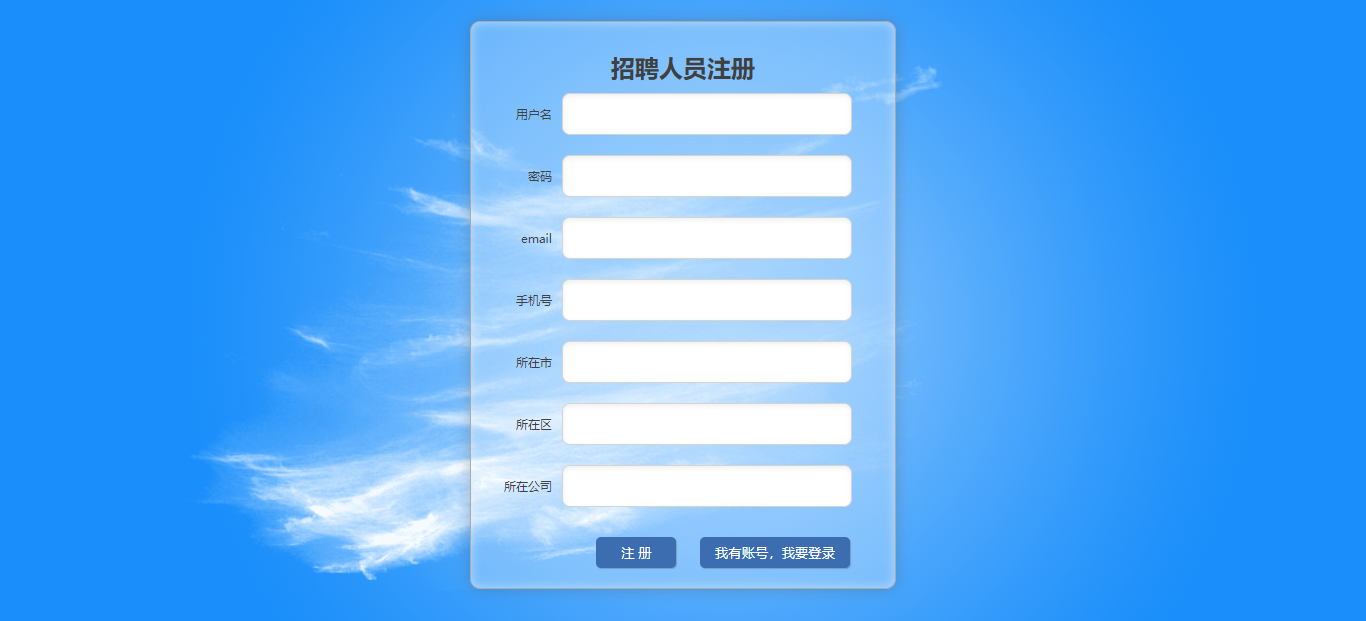 招聘人员注册
用户名
密码
email
手机号
所在市
所在区
所在公司
注 册
我有账号，我要登录